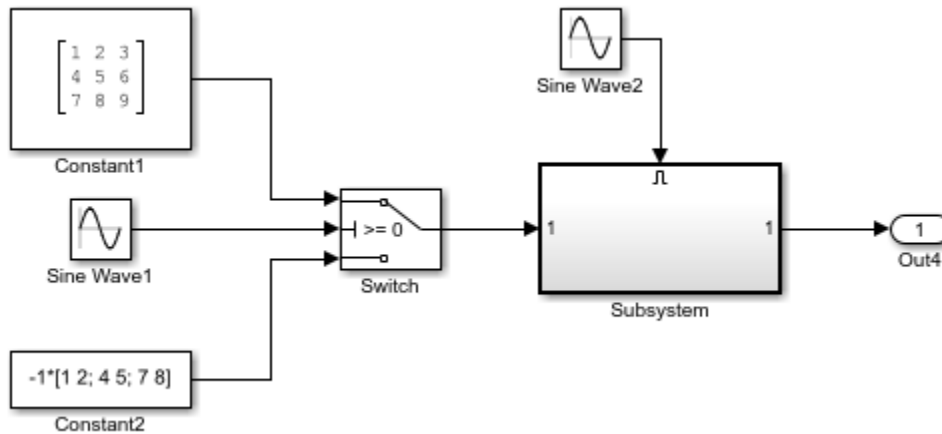 1 2 3
4 5 6
7 8 9
Constant1
Sine Wave2
Sine Wave1
>= 0
Switch
1 1
Subsystem
1
Out4
-1*[1 2; 4 5; 7 8]
Constant2